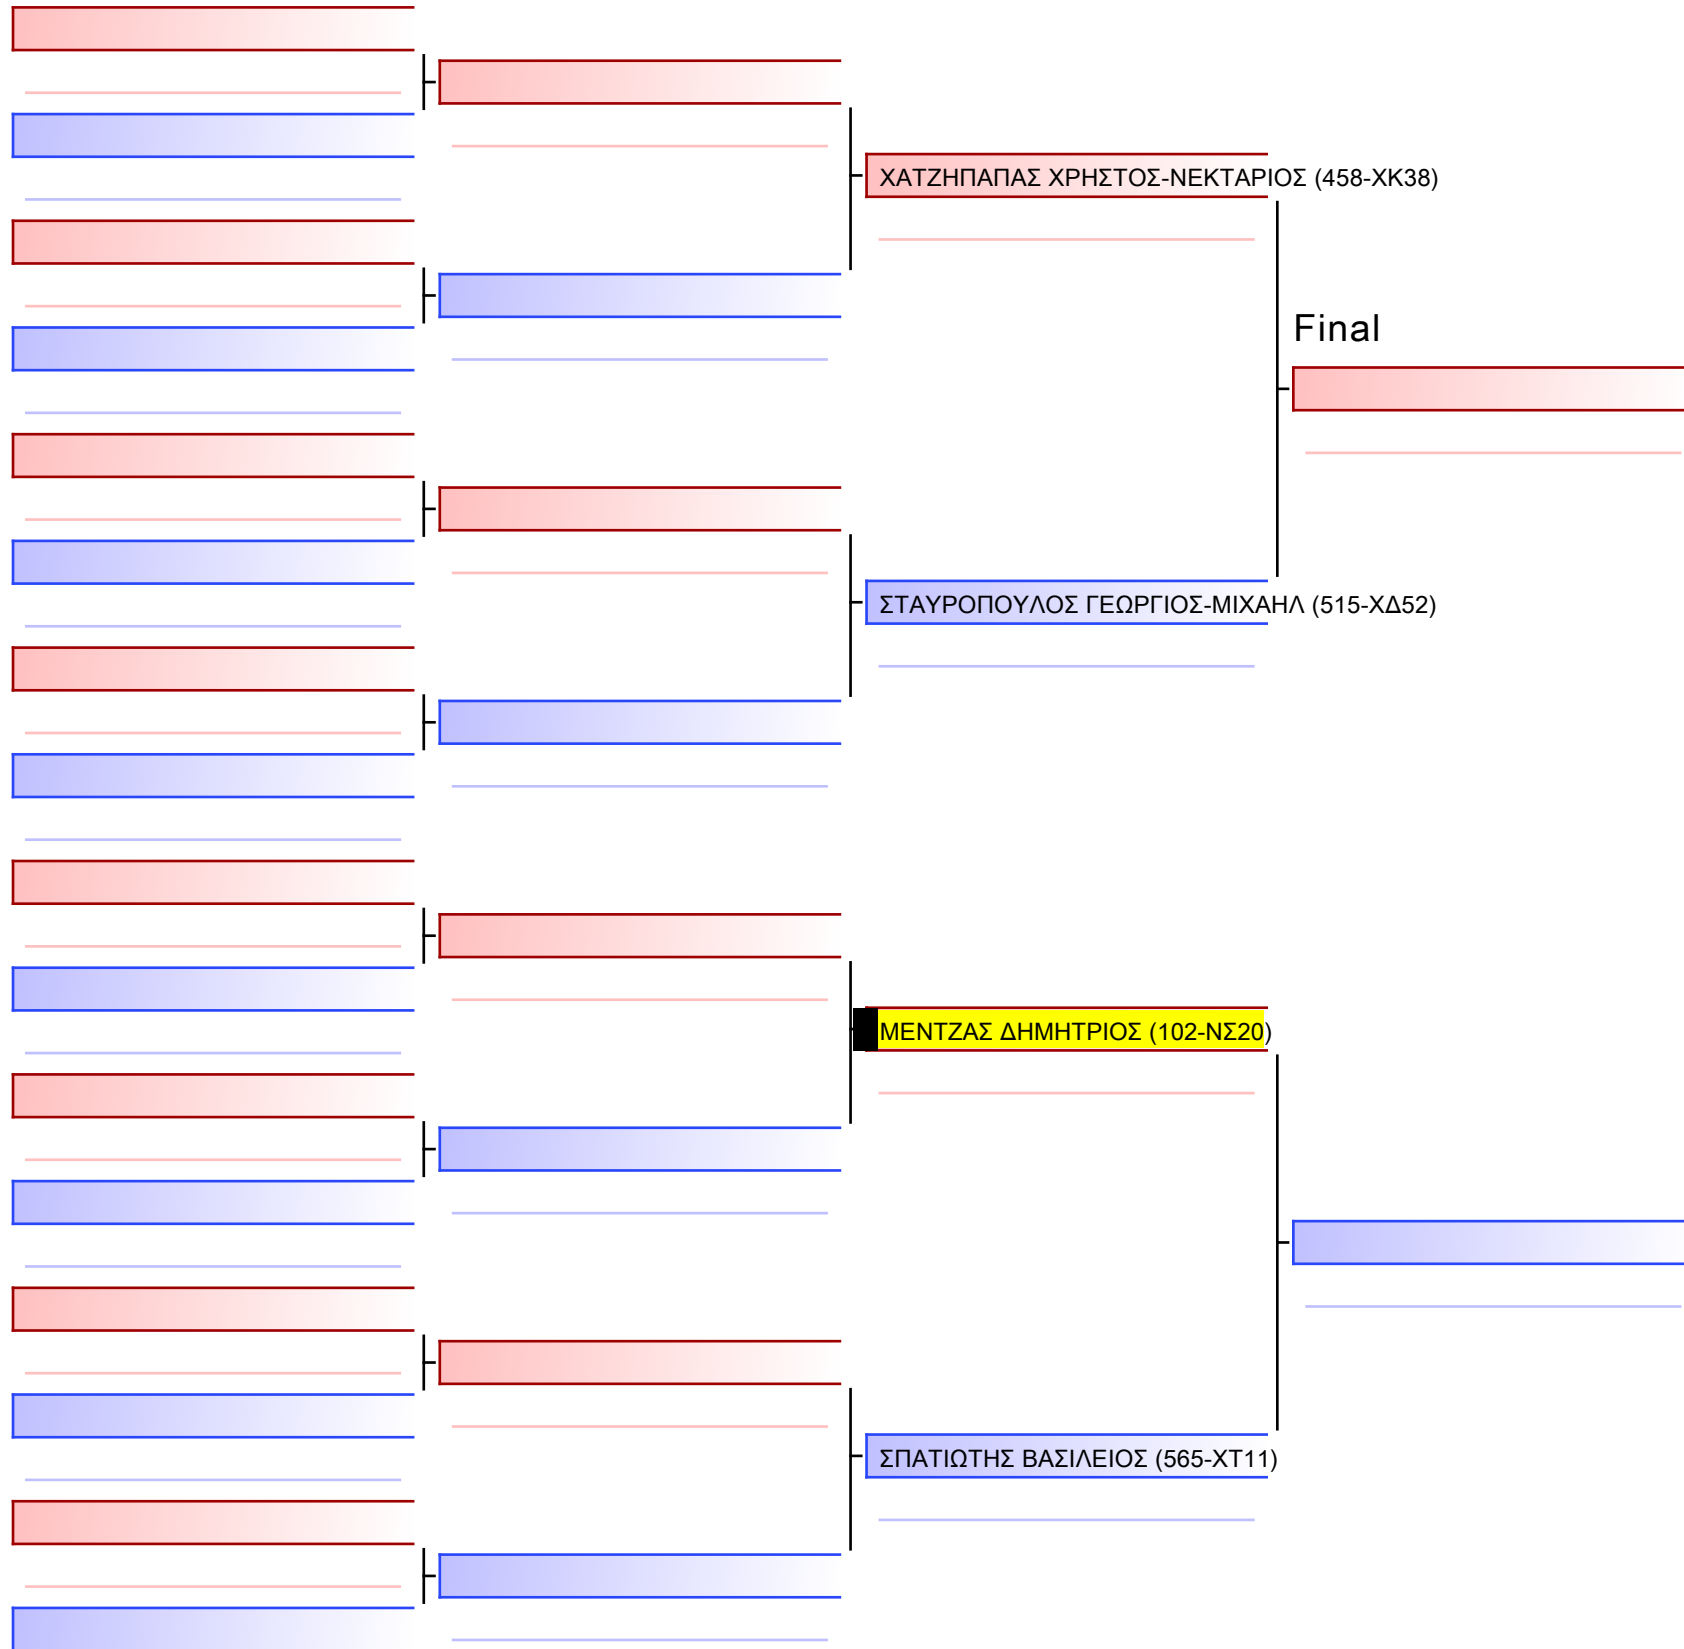 ΧΑΤΖΗΠΑΠΑΣ ΧΡΗΣΤΟΣ-ΝΕΚΤΑΡΙΟΣ (458-ΧΚ38)
Final
ΣΤΑΥΡΟΠΟΥΛΟΣ ΓΕΩΡΓΙΟΣ-ΜΙΧΑΗΛ (515-ΧΔ52)
ΜΕΝΤΖΑΣ ΔΗΜΗΤΡΙΟΣ (102-ΝΣ20)
ΣΠΑΤΙΩΤΗΣ ΒΑΣΙΛΕΙΟΣ (565-ΧΤ11)